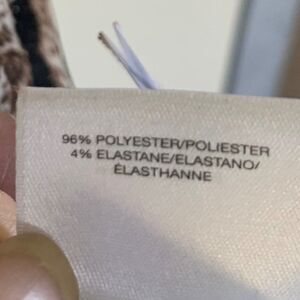 96% POLYESTER/POLIESTER
4% ELASTANE/ELASTANO/
ÉLASTHANNE